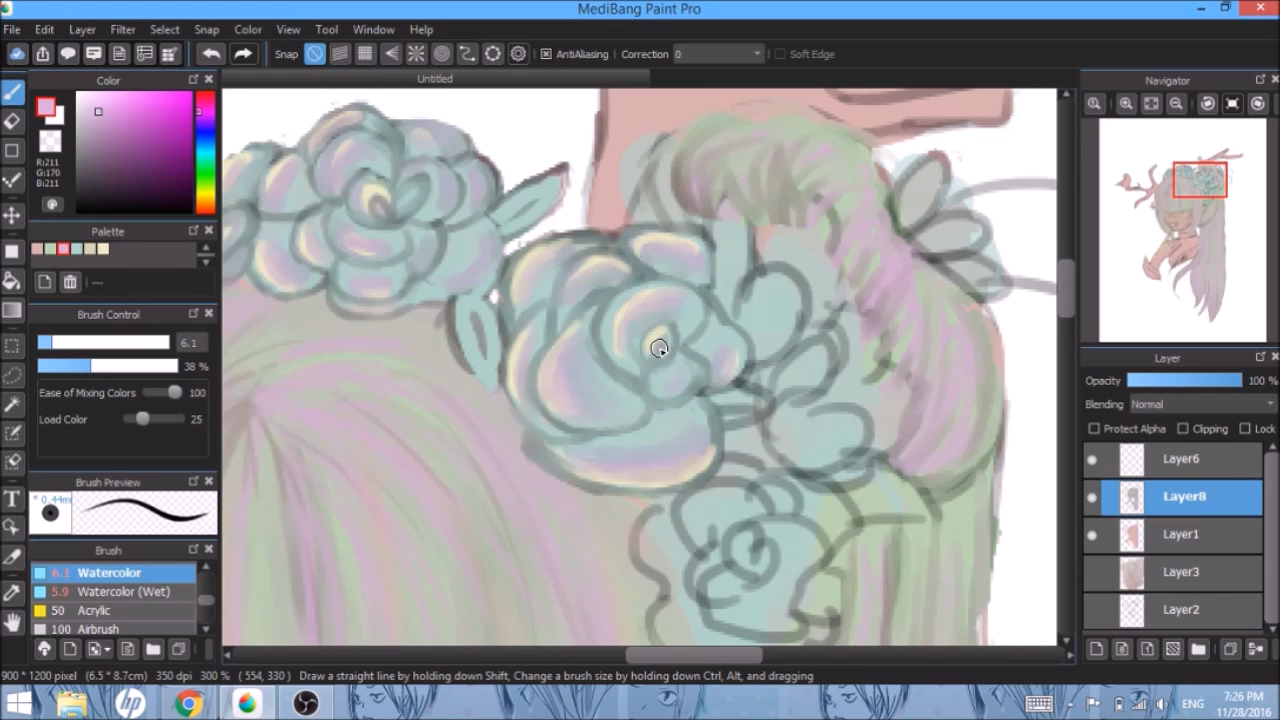 MediBang Paint Pro
File Edit Layer Filter Select Snap Color View Tool Window Help
Snap AntiAliasing Correction 0 Soft Edge
Untitled
Color
R:211
G:170
B:211
Palette
---
Brush Control
6.1
38 %
Ease of Mixing Colors 100
Load Color 25
Brush Preview
* 0.44m
Brush
6.1 Watercolor
5.9 Watercolor (Wet)
50 Acrylic
100 Airbrush
Navigator
Layer
Opacity 100 %
Blending Normal
Protect Alpha Clipping Lock
Layer6
Layer8
Layer1
Layer3
Layer2
900 * 1200 pixel (6.5 * 8.7cm) 350 dpi 300 % ( 554, 330 ) Draw a straight line by holding down Shift, Change a brush size by holding down Ctrl, Alt, and dragging
hp
ENG
7:26 PM
11/28/2016